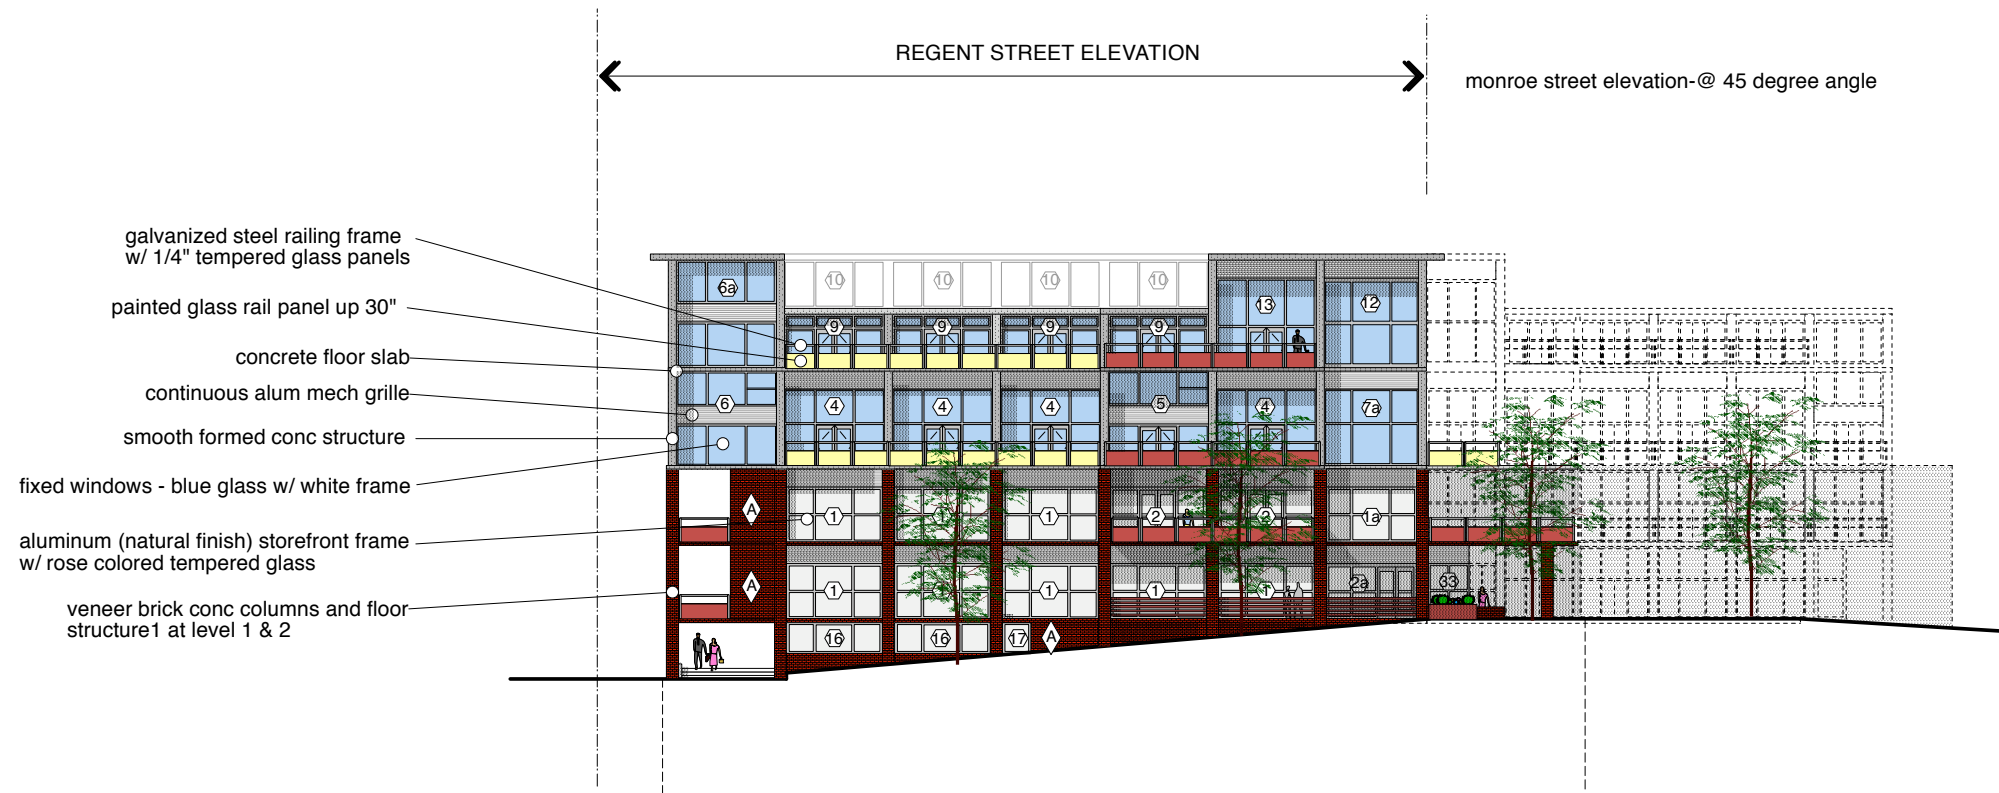 REGENT STREET ELEVATION
monroe street elevation-@ 45 degree angle
galvanized steel railing frame
w/ 1/4" tempered glass panels
painted glass rail panel up 30"
concrete floor slab
continuous alum mech grille
smooth formed conc structure
fixed windows - blue glass w/ white frame
aluminum (natural finish) storefront frame
w/ rose colored tempered glass
veneer brick conc columns and floor
structure1 at level 1 & 2
6a 10 10 10 10 13 12
9 9 9 9
6 4 4 4 5 4 7a
A 1 1 2 1a
A 1 1 1 1 2a 33
16 16 17 A